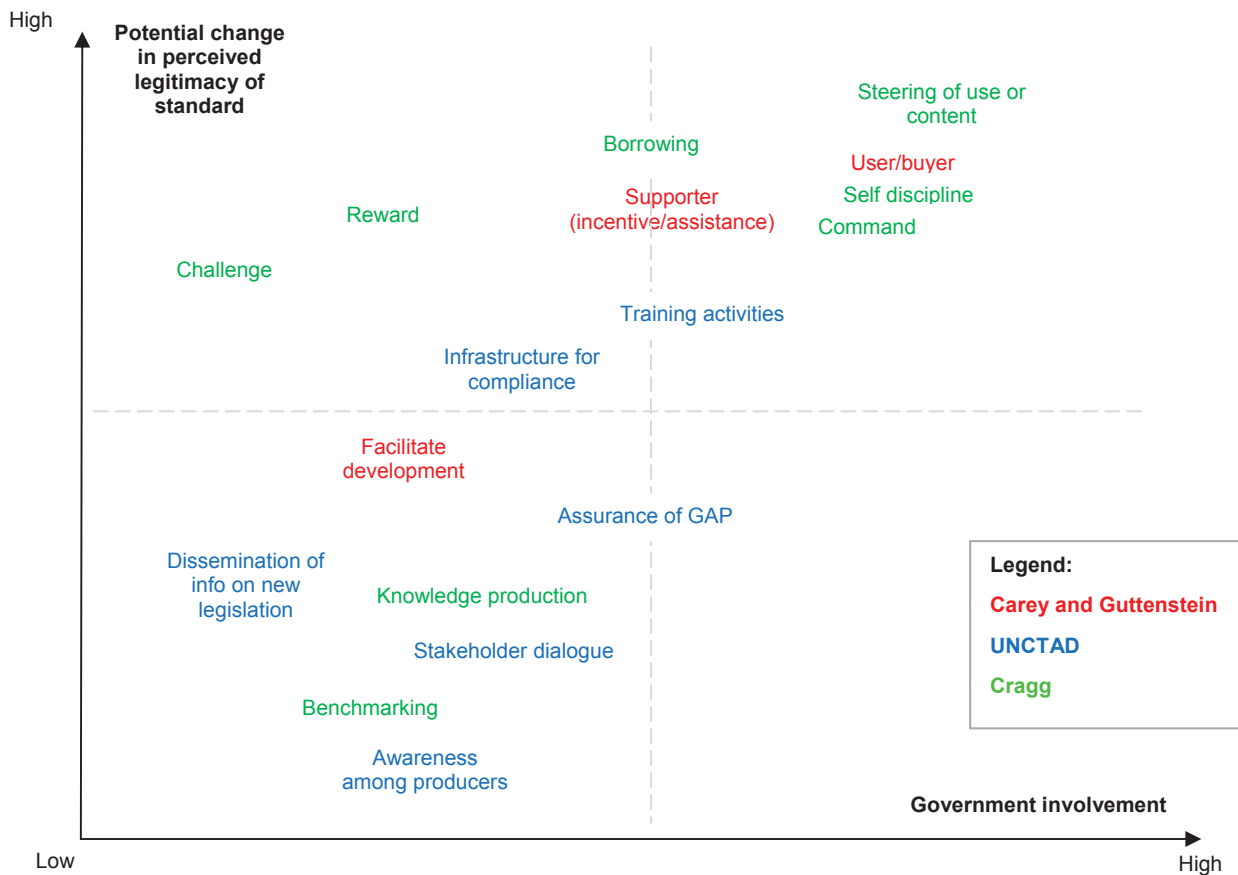 High
Potential change
in perceived
legitimacy of
standard
Steering of use or
content
Borrowing
User/buyer
Supporter
(incentive/assistance)
Self discipline
Reward
Command
Challenge
Training activities
Infrastructure for
compliance
Facilitate
development
Assurance of GAP
Dissemination of
info on new
legislation
Knowledge production
Stakeholder dialogue
Benchmarking
Awareness
among producers
Legend:
Carey and Guttenstein
UNCTAD
Cragg
Government involvement
Low
High